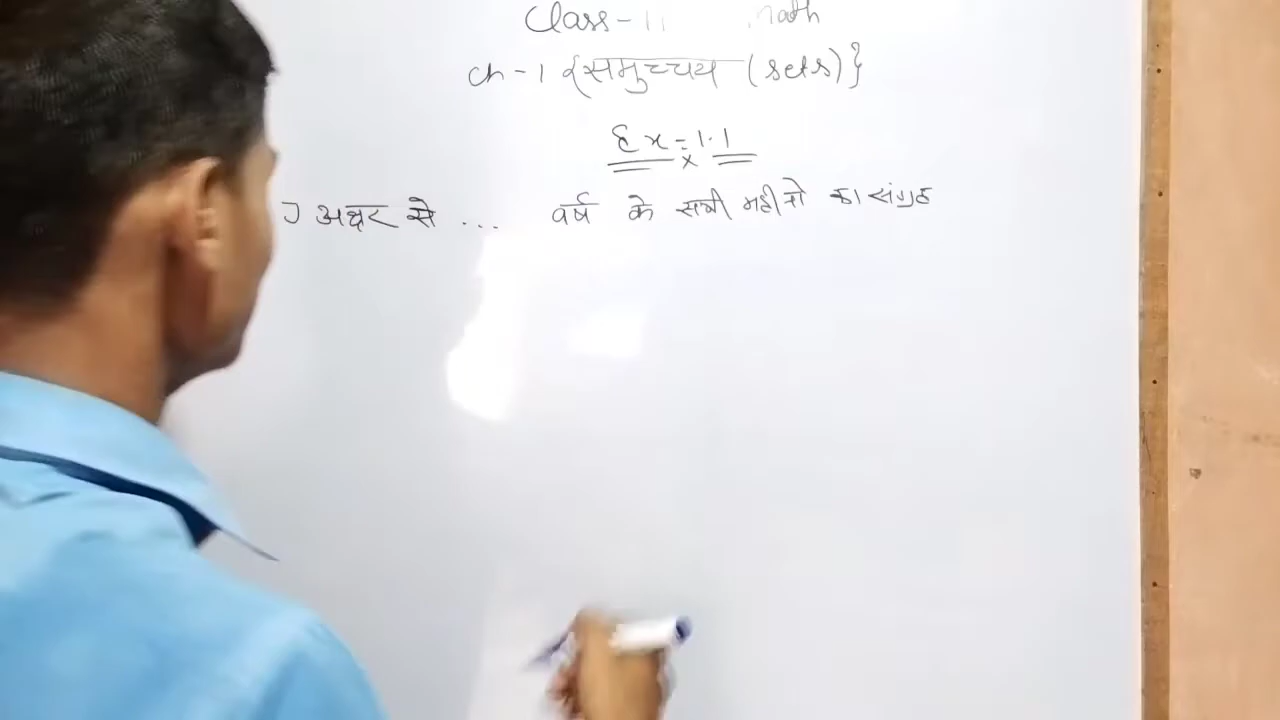 Class - 11 Math
ch - 1 {समुच्चय (sets)}
Ex = 1.1
x
J अक्षर से ... वर्ष के सभी महीनो का संग्रह